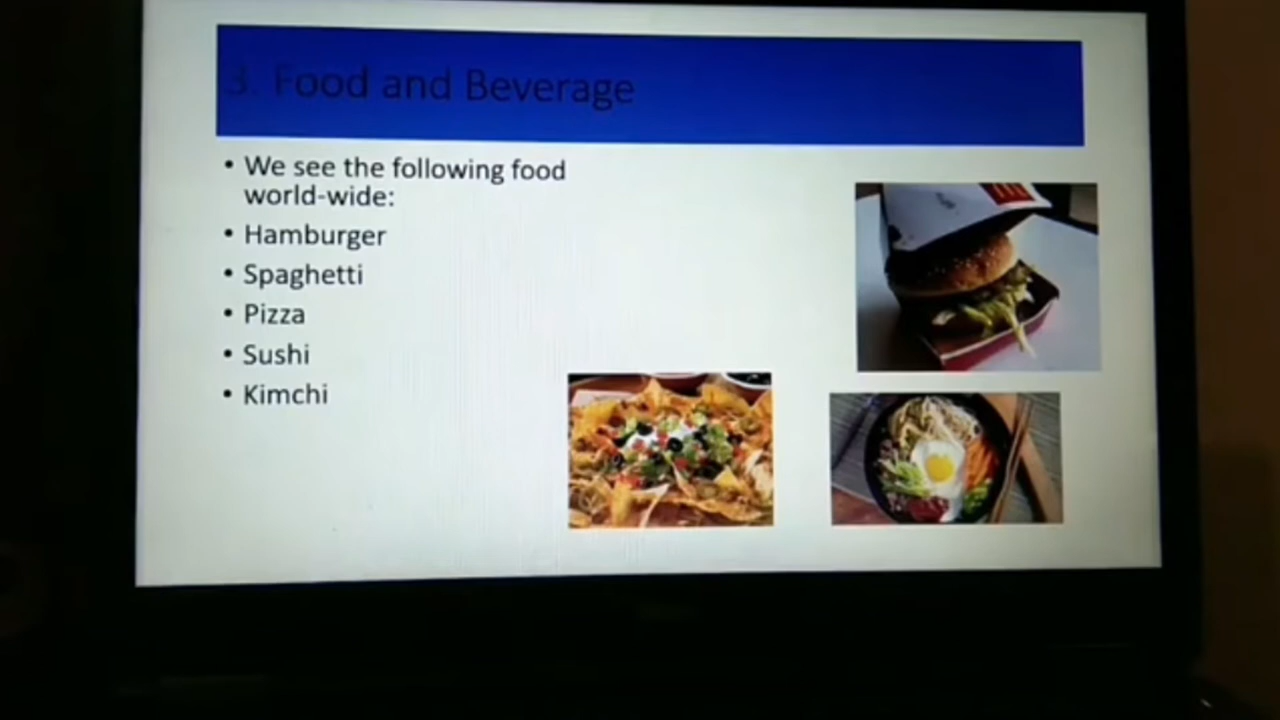 3. Food and Beverage
• We see the following food
world-wide:
• Hamburger
• Spaghetti
• Pizza
• Sushi
• Kimchi